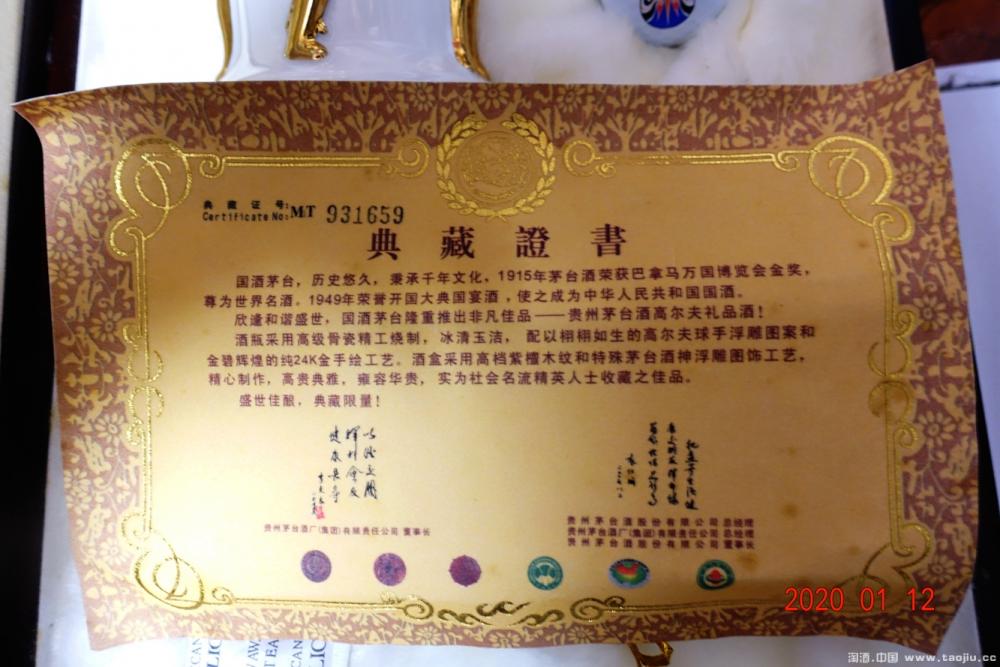 典藏证号:
Certificate No: MT 931659
典藏證書
国酒茅台，历史悠久，秉承千年文化，1915年茅台酒荣获巴拿马万国博览会金奖，
尊为世界名酒。1949年荣誉开国大典国宴酒，使之成为中华人民共和国国酒。
欣逢和谐盛世，国酒茅台隆重推出非凡佳品——贵州茅台酒高尔夫礼品酒！
酒瓶采用高级骨瓷精工烧制，冰清玉洁，配以栩栩如生的高尔夫球手浮雕图案和
金碧辉煌的纯24K金手绘工艺。酒盒采用高档紫檀木纹和特殊茅台酒神浮雕图饰工艺，
精心制作，高贵典雅，雍容华贵，实为社会名流精英人士收藏之佳品。
盛世佳酿，典藏限量！
贵州茅台酒厂(集团)有限责任公司 董事长
贵州茅台酒股份有限公司 总经理
贵州茅台酒厂(集团)有限责任公司 总经理
贵州茅台酒股份有限公司 董事长
2020 01 12
淘酒.中国 www.taojiu.cc